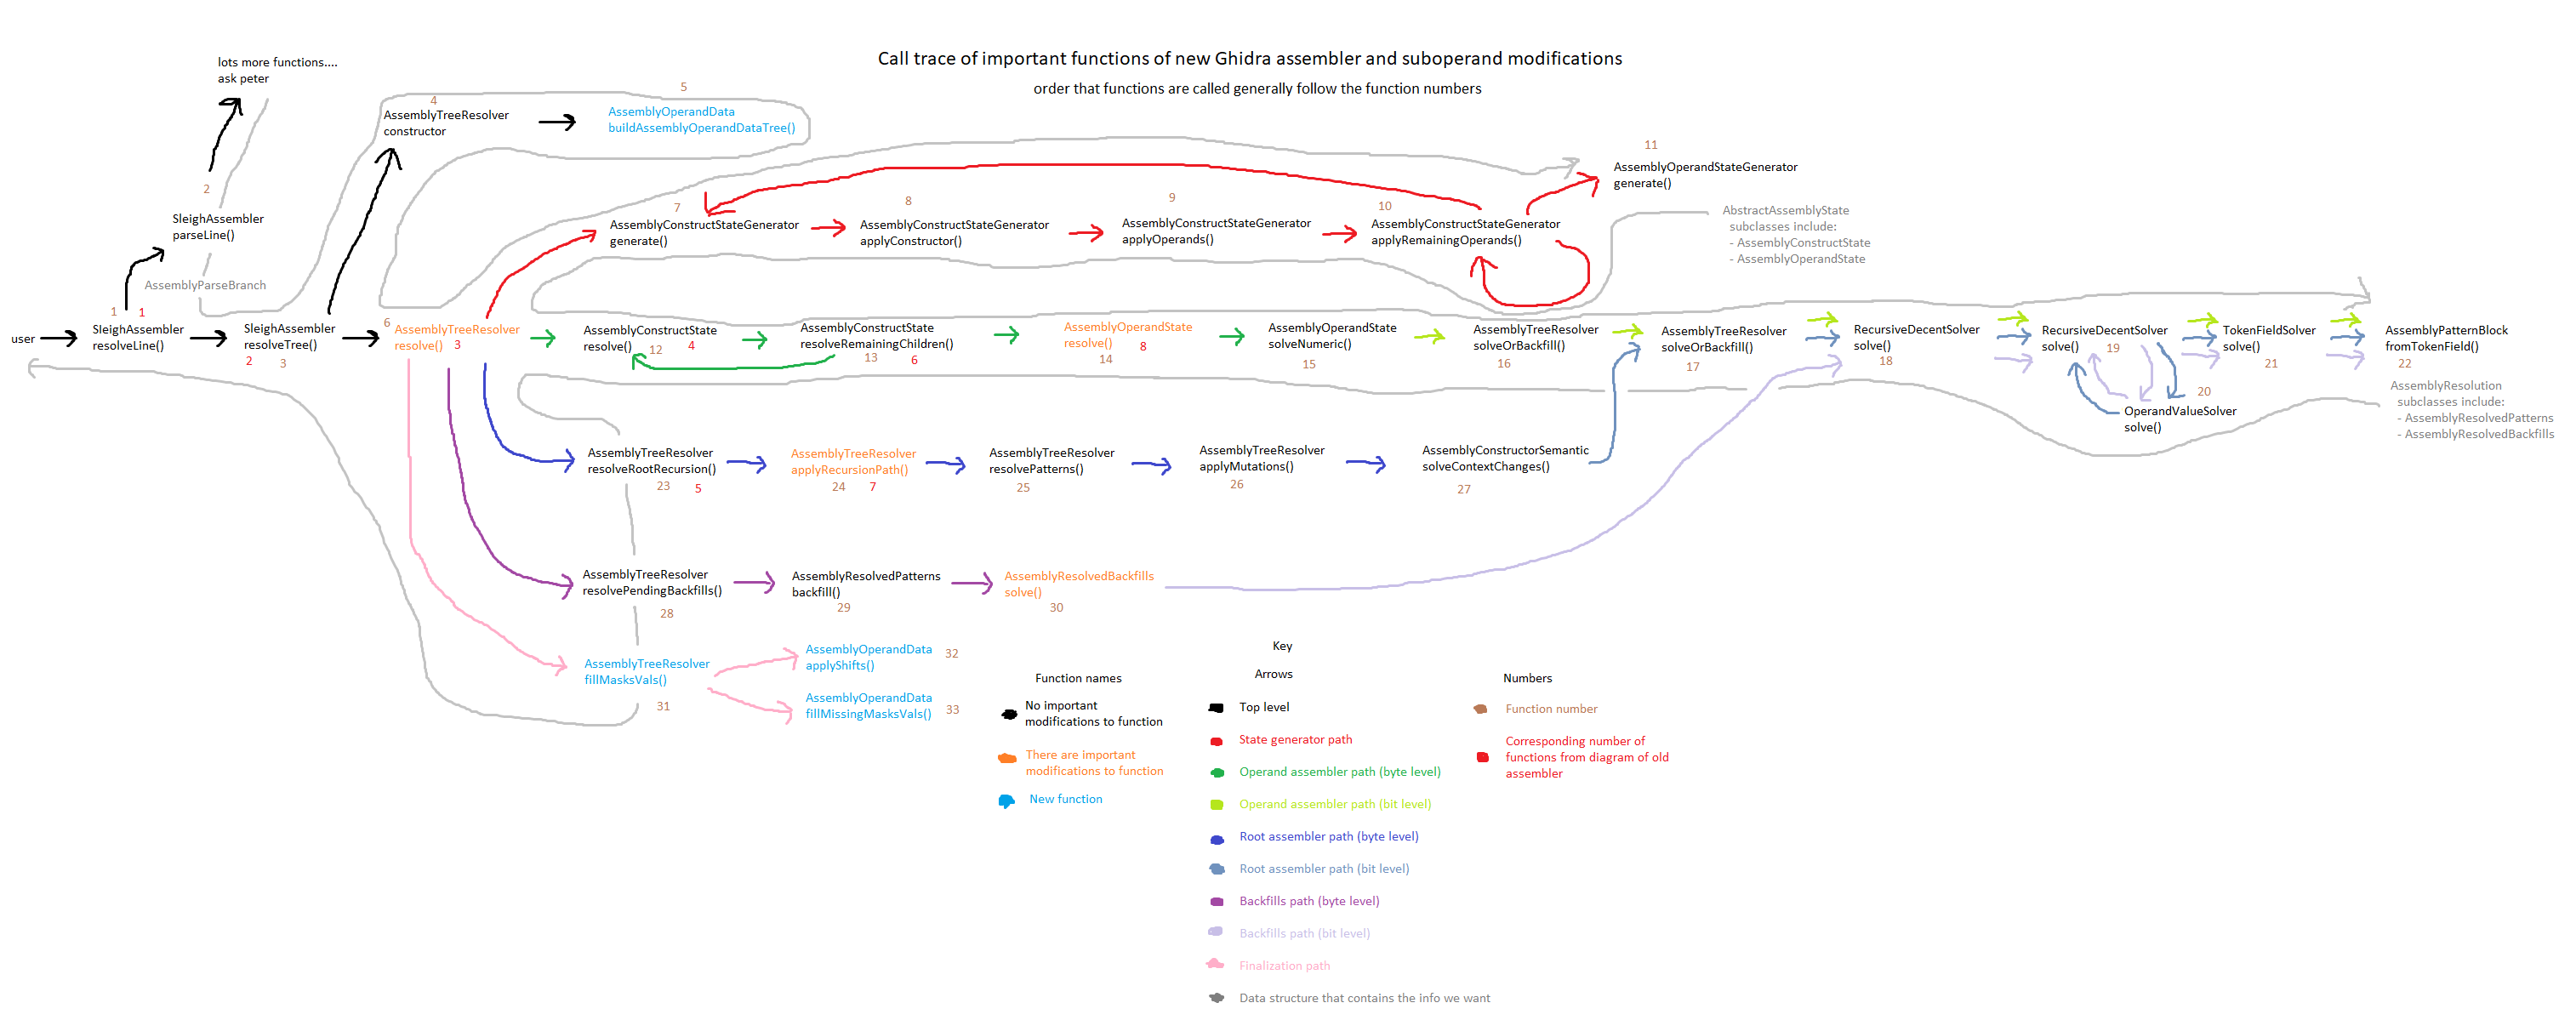 Call trace of important functions of new Ghidra assembler and suboperand modifications
order that functions are called generally follow the function numbers
lots more functions....
ask peter
2
SleighAssembler
parseLine()
AssemblyParseBranch
4
AssemblyTreeResolver
constructor
5
AssemblyOperandData
buildAssemblyOperandDataTree()
7
AssemblyConstructStateGenerator
generate()
8
AssemblyConstructStateGenerator
applyConstructor()
9
AssemblyConstructStateGenerator
applyOperands()
10
AssemblyConstructStateGenerator
applyRemainingOperands()
11
AssemblyOperandStateGenerator
generate()
AbstractAssemblyState
subclasses include:
- AssemblyConstructState
- AssemblyOperandState
user
1 1
SleighAssembler
resolveLine()
SleighAssembler
resolveTree()
2 3
6
AssemblyTreeResolver
resolve() 3
AssemblyConstructState
resolve() 12 4
AssemblyConstructState
resolveRemainingChildren()
13 6
AssemblyOperandState
resolve() 8
14
AssemblyOperandState
solveNumeric()
15
AssemblyTreeResolver
solveOrBackfill()
16
AssemblyTreeResolver
solveOrBackfill()
17
RecursiveDecentSolver
solve()
18
RecursiveDecentSolver
solve() 19
20
OperandValueSolver
solve()
TokenFieldSolver
solve()
21
AssemblyPatternBlock
fromTokenField()
22
AssemblyResolution
subclasses include:
- AssemblyResolvedPatterns
- AssemblyResolvedBackfills
AssemblyTreeResolver
resolveRootRecursion()
23 5
AssemblyTreeResolver
applyRecursionPath()
24 7
AssemblyTreeResolver
resolvePatterns()
25
AssemblyTreeResolver
applyMutations()
26
AssemblyConstructorSemantic
solveContextChanges()
27
AssemblyTreeResolver
resolvePendingBackfills()
28
AssemblyResolvedPatterns
backfill()
29
AssemblyResolvedBackfills
solve()
30
AssemblyTreeResolver
fillMasksVals()
31
AssemblyOperandData 32
applyShifts()
AssemblyOperandData
fillMissingMasksVals() 33
Key
Function names
No important
modifications to function
There are important
modifications to function
New function
Arrows
Top level
State generator path
Operand assembler path (byte level)
Operand assembler path (bit level)
Root assembler path (byte level)
Root assembler path (bit level)
Backfills path (byte level)
Backfills path (bit level)
Finalization path
Data structure that contains the info we want
Numbers
Function number
Corresponding number of
functions from diagram of old
assembler